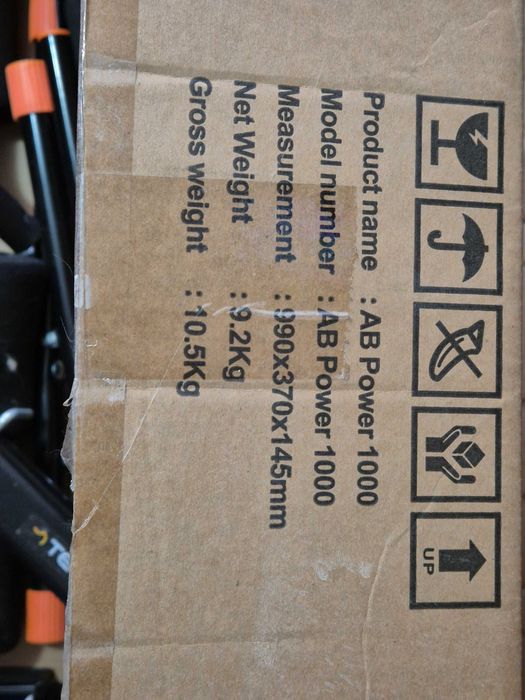 UP
Product name : AB Power 1000
Model number : AB Power 1000
Measurement : 990x370x145mm
Net Weight : 9.2Kg
Gross weight : 10.5Kg